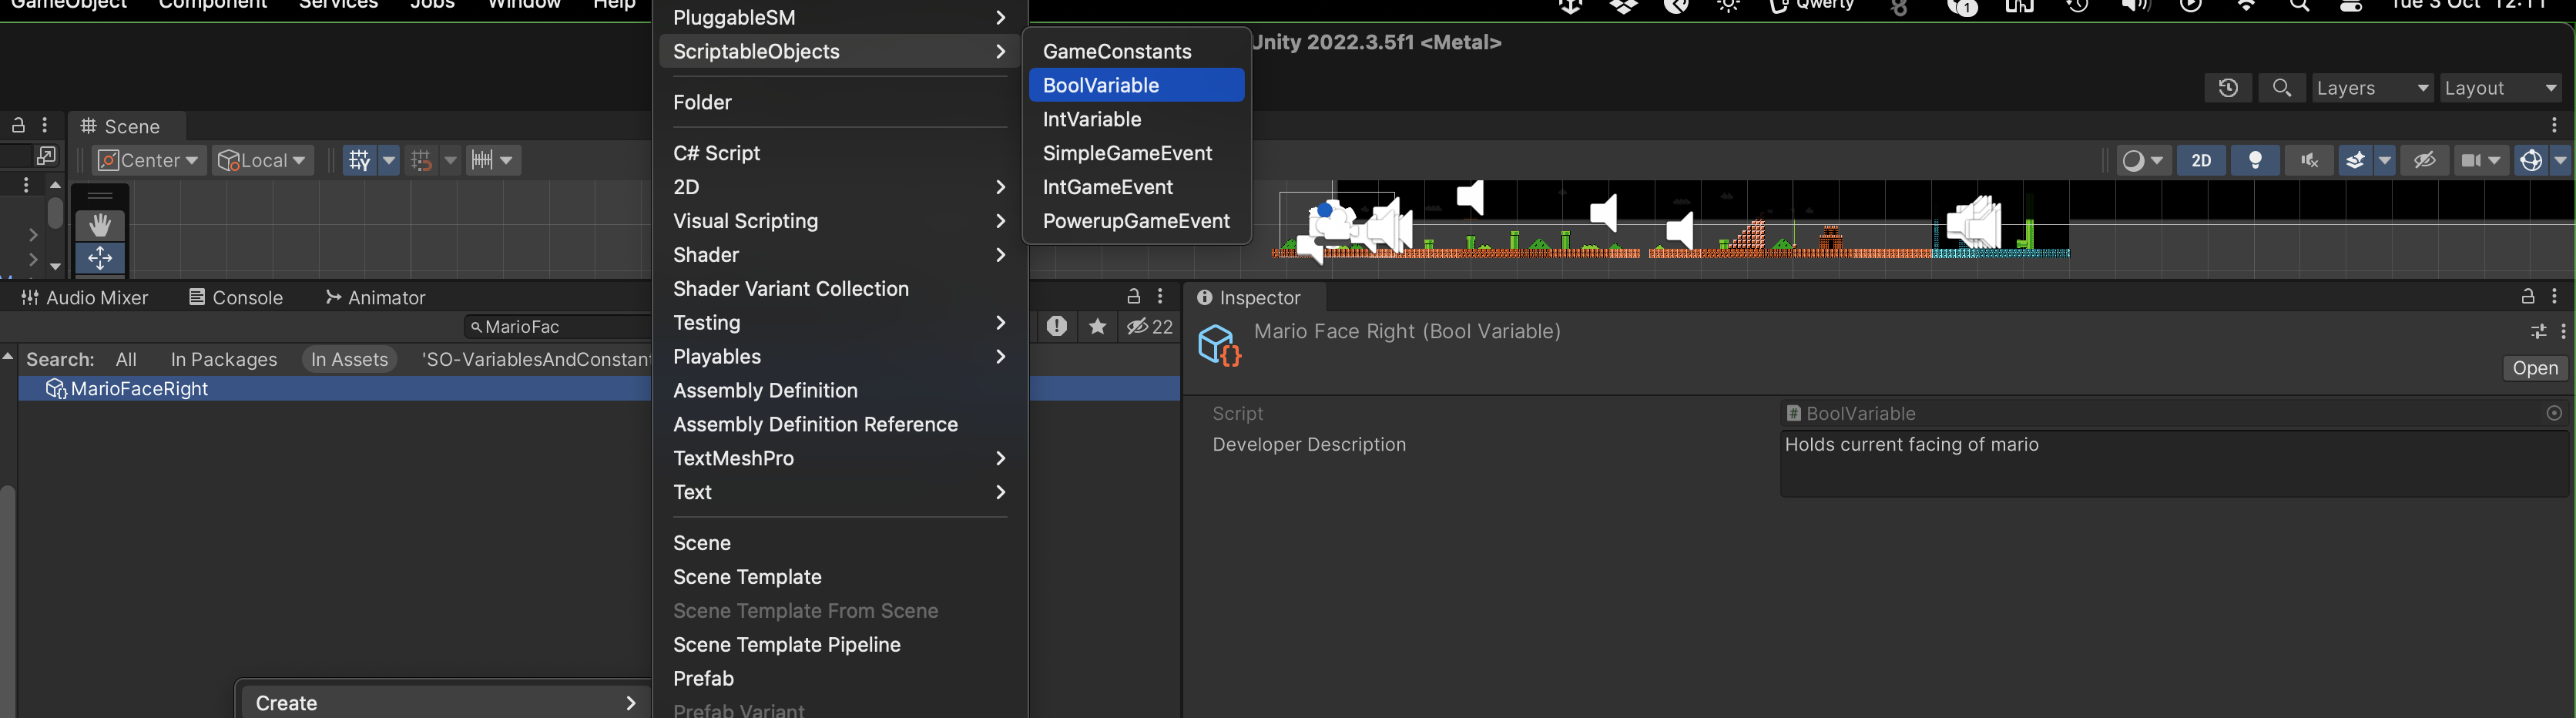 GameObject Component Services Jobs Window Help
Qwerty 1 Tue 3 Oct 12:11
PluggableSM
ScriptableObjects
Folder
C# Script
2D
Visual Scripting
Shader
Shader Variant Collection
Testing
Playables
Assembly Definition
Assembly Definition Reference
TextMeshPro
Text
Scene
Scene Template
Scene Template From Scene
Scene Template Pipeline
Prefab
Prefab Variant
Create
GameConstants
BoolVariable
IntVariable
SimpleGameEvent
IntGameEvent
PowerupGameEvent
Unity 2022.3.5f1 <Metal>
Layers Layout
Scene
Center Local
2D
Audio Mixer Console Animator
MarioFac
22
Search: All In Packages In Assets 'SO-VariablesAndConstant
MarioFaceRight
Inspector
Mario Face Right (Bool Variable)
Open
Script BoolVariable
Developer Description Holds current facing of mario